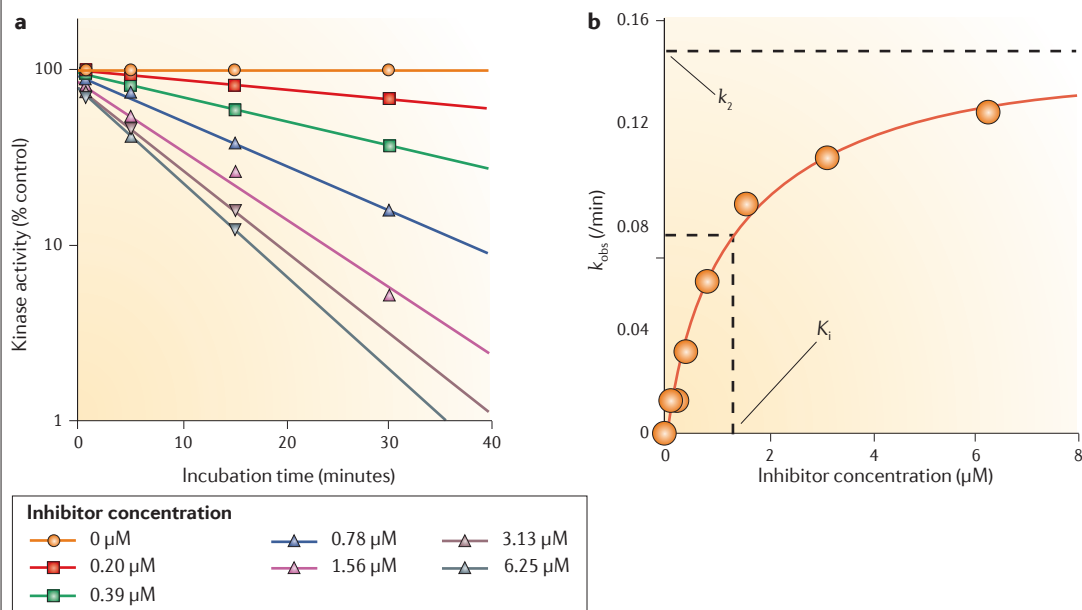 a
100
10
1
Kinase activity (% control)
0
10
20
30
40
Incubation time (minutes)
Inhibitor concentration
0 µM
0.20 µM
0.39 µM
0.78 µM
1.56 µM
3.13 µM
6.25 µM
b
0.16
0.12
0.08
0.04
0
k₂
Kᵢ
k_obs (/min)
0
2
4
6
8
Inhibitor concentration (µM)